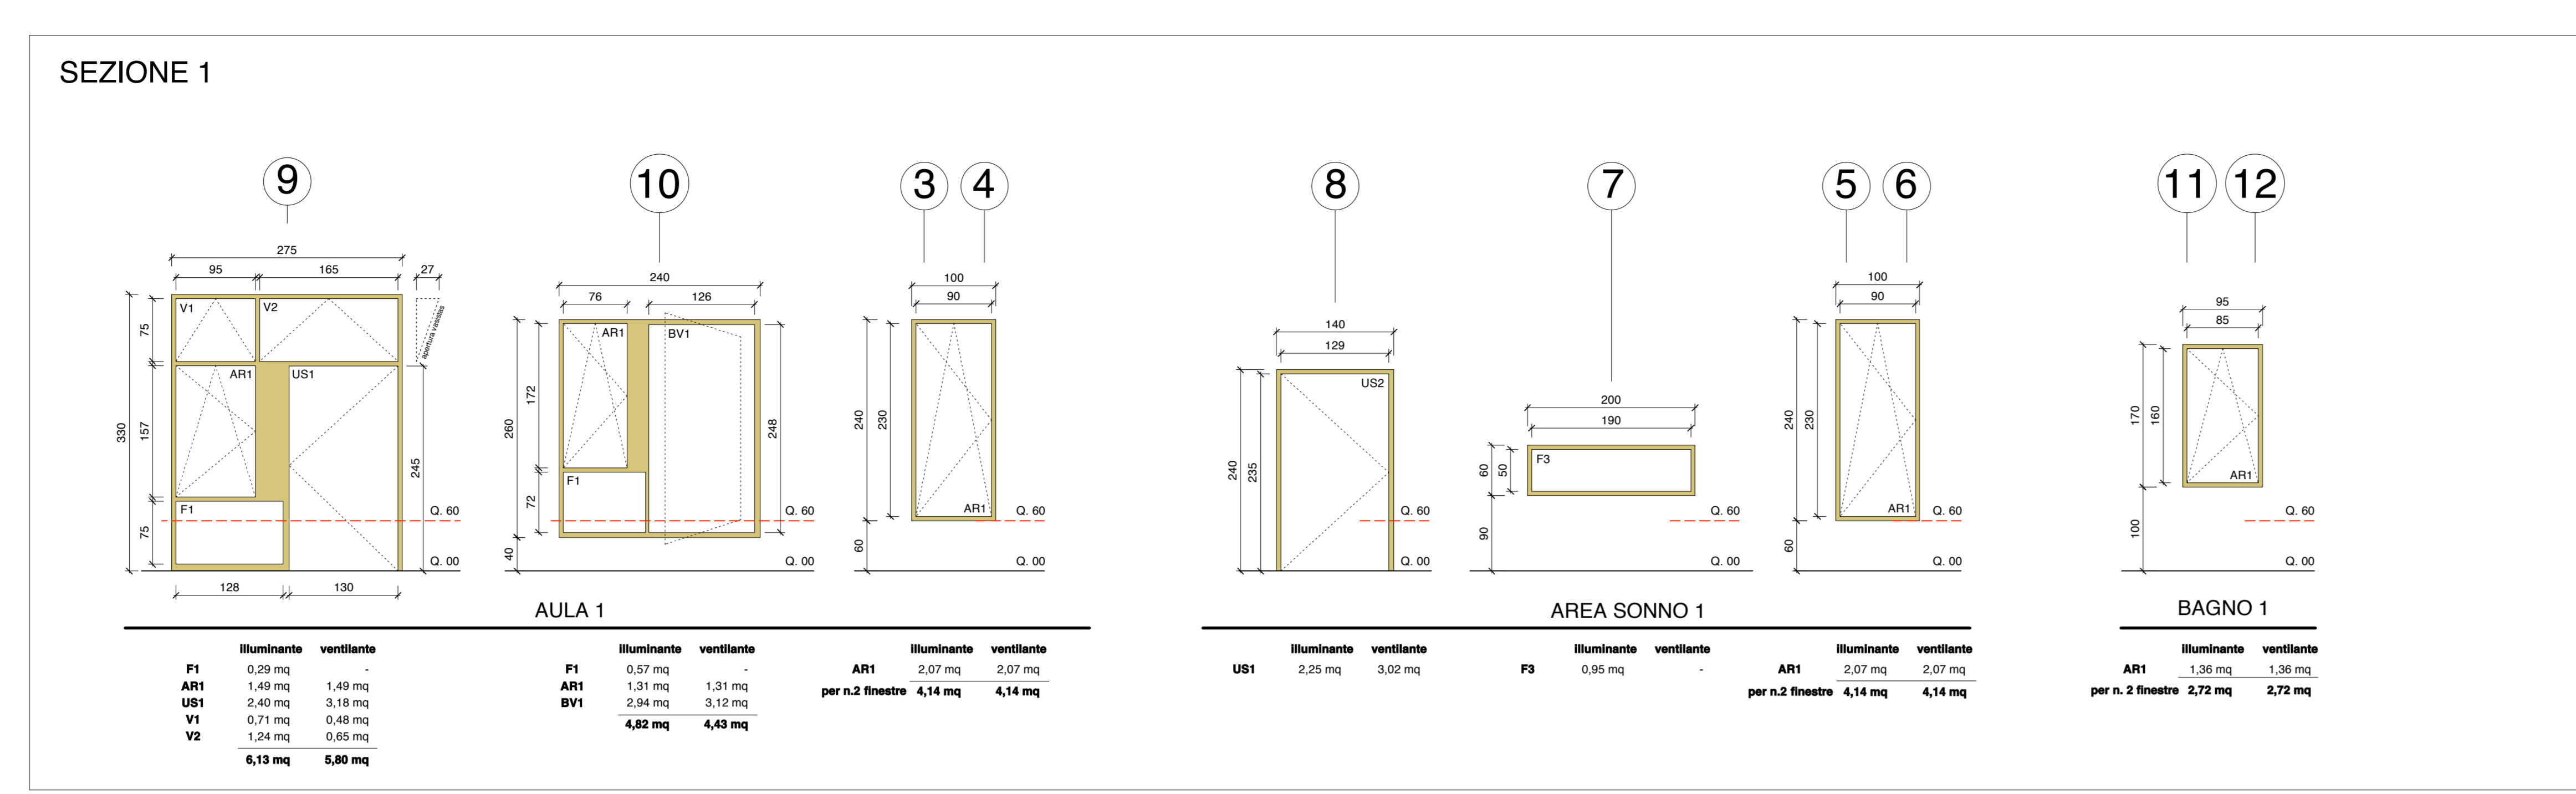 SEZIONE 1
9
275
95 165 27
V1 V2
apertura vasistas
75
330
AR1 US1
157
245
F1
75
Q. 60
Q. 00
128 130
10
240
76 126
AR1 BV1
172
260
248
F1
72
40
Q. 60
Q. 00
3 4
100
90
240
230
AR1
60
Q. 60
Q. 00
8
140
129
US2
240
235
Q. 60
Q. 00
7
200
190
60
50
F3
90
Q. 60
Q. 00
5 6
100
90
240
230
AR1
60
Q. 60
Q. 00
11 12
95
85
170
160
AR1
100
Q. 60
Q. 00
AULA 1
illuminante ventilante
F1 0,29 mq -
AR1 1,49 mq 1,49 mq
US1 2,40 mq 3,18 mq
V1 0,71 mq 0,48 mq
V2 1,24 mq 0,65 mq
6,13 mq 5,80 mq
illuminante ventilante
F1 0,57 mq -
AR1 1,31 mq 1,31 mq
BV1 2,94 mq 3,12 mq
4,82 mq 4,43 mq
illuminante ventilante
AR1 2,07 mq 2,07 mq
per n.2 finestre 4,14 mq 4,14 mq
AREA SONNO 1
illuminante ventilante
US1 2,25 mq 3,02 mq
illuminante ventilante
F3 0,95 mq -
illuminante ventilante
AR1 2,07 mq 2,07 mq
per n.2 finestre 4,14 mq 4,14 mq
BAGNO 1
illuminante ventilante
AR1 1,36 mq 1,36 mq
per n. 2 finestre 2,72 mq 2,72 mq